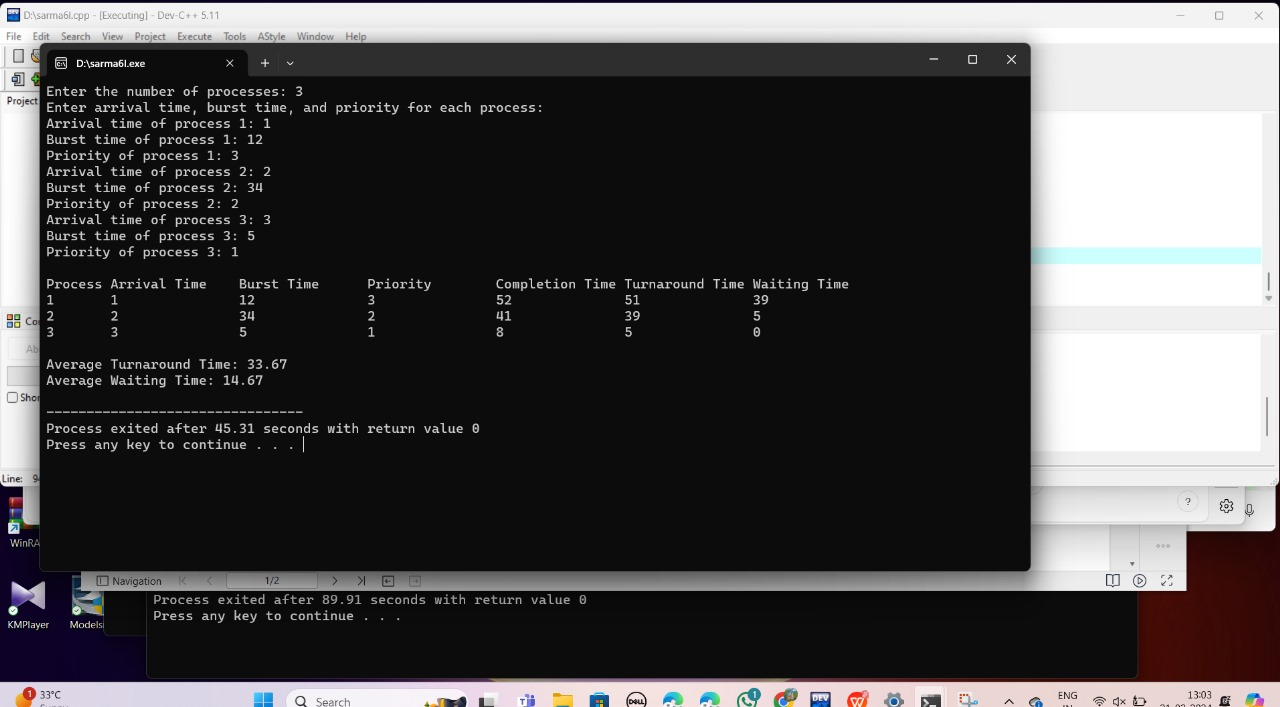 D:\sarma6l.cpp - [Executing] - Dev-C++ 5.11
File Edit Search View Project Execute Tools AStyle Window Help
D:\sarma6l.exe
Project
Enter the number of processes: 3
Enter arrival time, burst time, and priority for each process:
Arrival time of process 1: 1
Burst time of process 1: 12
Priority of process 1: 3
Arrival time of process 2: 2
Burst time of process 2: 34
Priority of process 2: 2
Arrival time of process 3: 3
Burst time of process 3: 5
Priority of process 3: 1
Process Arrival Time Burst Time Priority Completion Time Turnaround Time Waiting Time
1 1 12 3 52 51 39
2 2 34 2 41 39 5
3 3 5 1 8 5 0
Average Turnaround Time: 33.67
Average Waiting Time: 14.67
--------------------------------
Process exited after 45.31 seconds with return value 0
Press any key to continue . . .
Line:
WinRA
Navigation 1/2
Process exited after 89.91 seconds with return value 0
Press any key to continue . . .
KMPlayer Models
1 33°C
Search
DELL
1
DEV
ENG
13:03